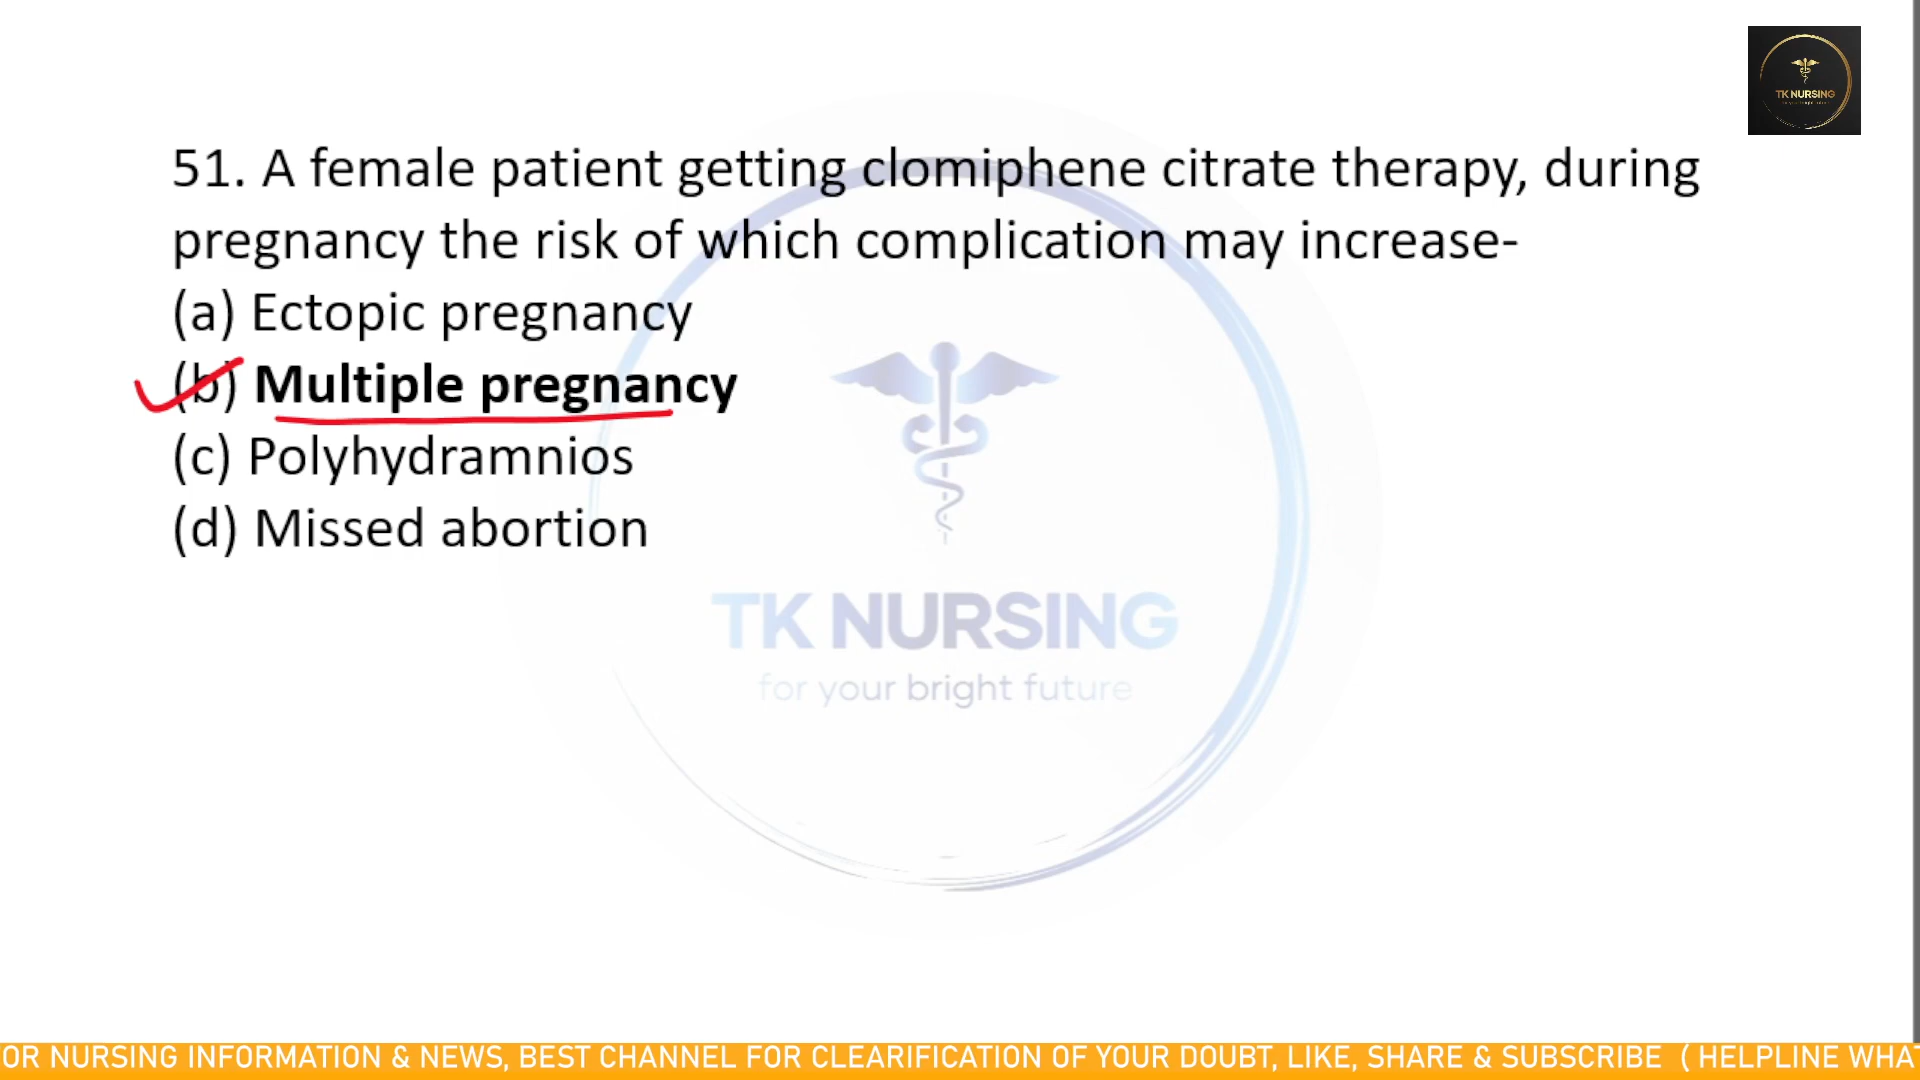 TK NURSING
51. A female patient getting clomiphene citrate therapy, during
pregnancy the risk of which complication may increase-
(a) Ectopic pregnancy
(b) Multiple pregnancy
(c) Polyhydramnios
(d) Missed abortion
TK NURSING
for your bright future
OR NURSING INFORMATION & NEWS, BEST CHANNEL FOR CLEARIFICATION OF YOUR DOUBT, LIKE, SHARE & SUBSCRIBE ( HELPLINE WHA